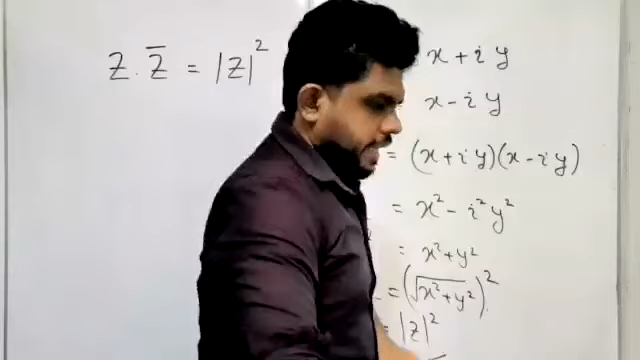 Z . Z̅ = |Z|²
x + i y
x - i y
= (x + i y)(x - i y)
= x² - i² y²
= x² + y²
= (√x² + y²)²
= |Z|²